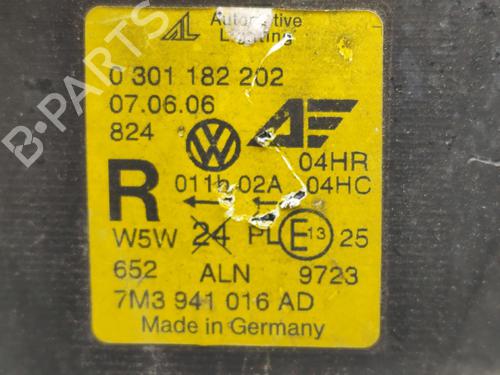 AL Automotive
Lighting
0 301 182 202
07.06.06
824
04HR
R 011b 02A 04HC
W5W 24 PL E 13 25
652 ALN 9723
7M3 941 016 AD
Made in Germany
B-PARTS